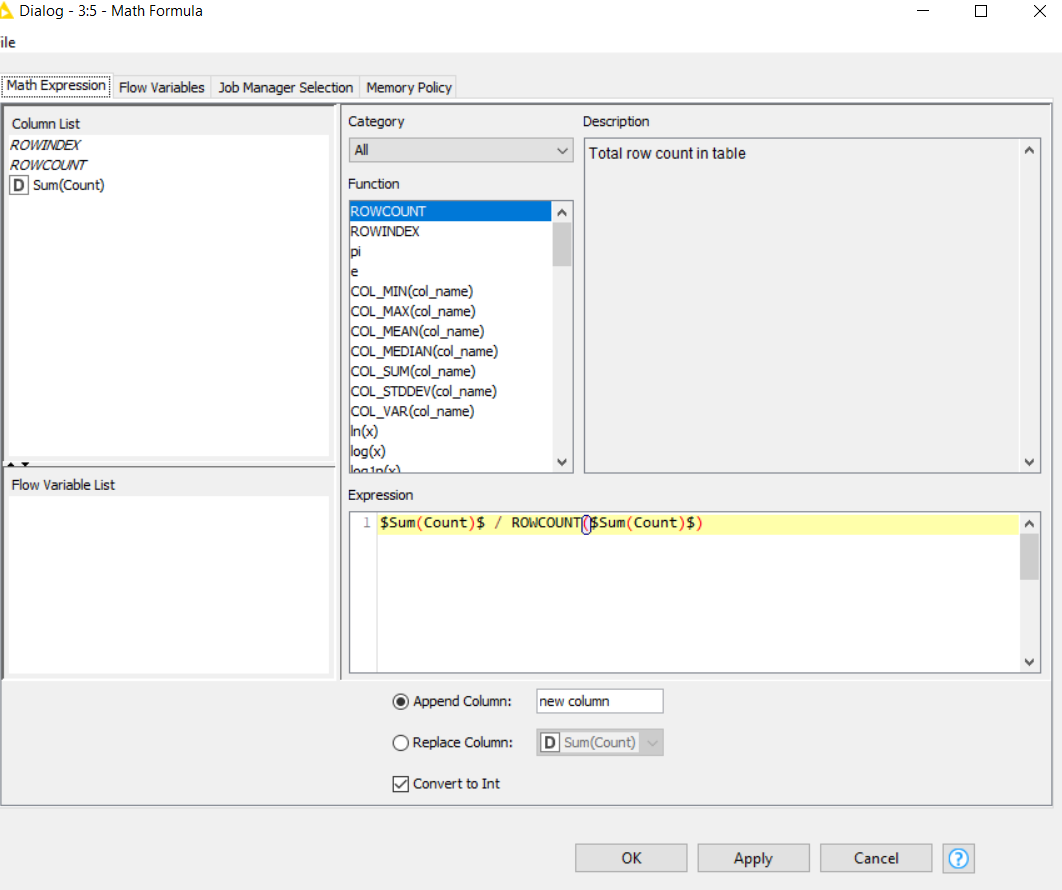 Dialog - 3:5 - Math Formula
ile
Math Expression Flow Variables Job Manager Selection Memory Policy
Column List
ROWINDEX
ROWCOUNT
D Sum(Count)
Flow Variable List
Category
All
Function
ROWCOUNT
ROWINDEX
pi
e
COL_MIN(col_name)
COL_MAX(col_name)
COL_MEAN(col_name)
COL_MEDIAN(col_name)
COL_SUM(col_name)
COL_STDDEV(col_name)
COL_VAR(col_name)
ln(x)
log(x)
log1p(x)
Description
Total row count in table
Expression
1 $Sum(Count)$ / ROWCOUNT($Sum(Count)$)
Append Column: new column
Replace Column: D Sum(Count)
Convert to Int
OK Apply Cancel ?